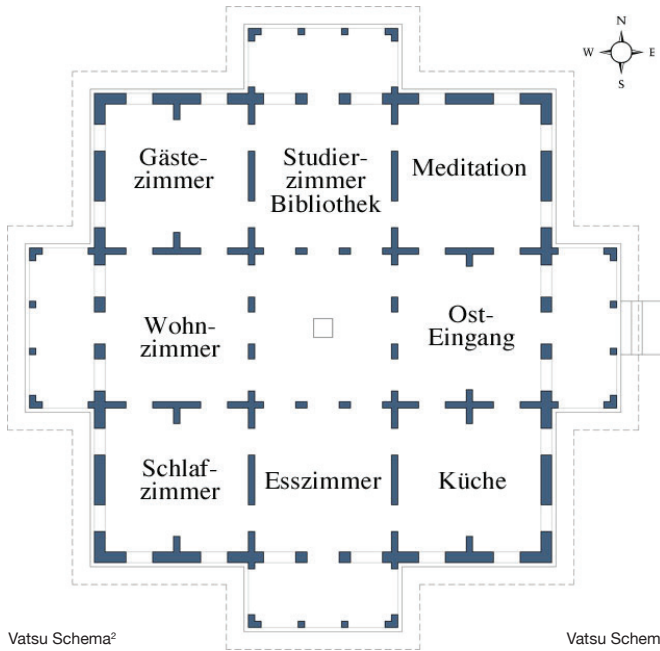 N
W E
S
Gäste-
zimmer
Studier-
zimmer
Bibliothek
Meditation
Wohn-
zimmer
Ost-
Eingang
Schlaf-
zimmer
Esszimmer
Küche
Vatsu Schema²
Vatsu Schem